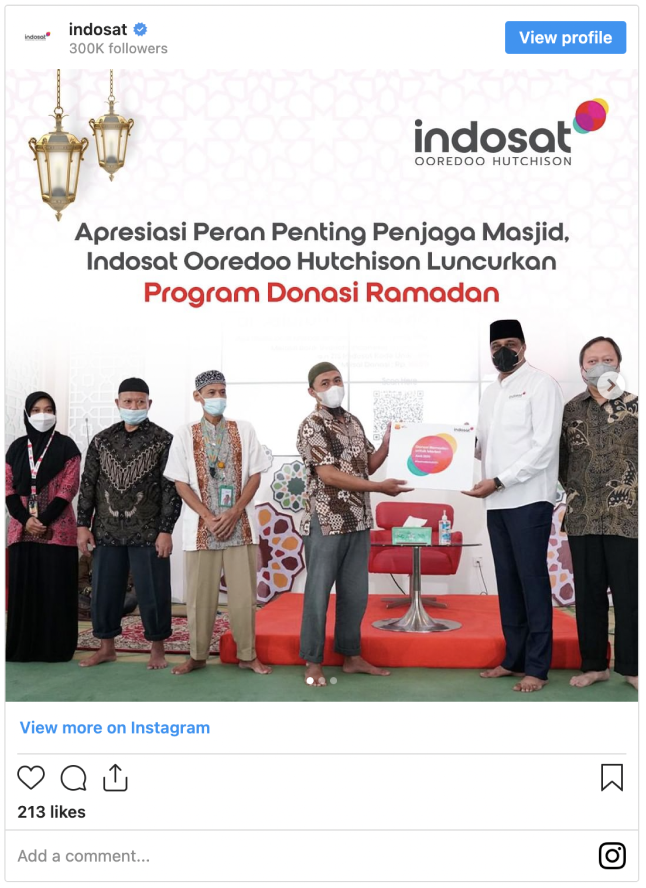 indosat
indosat
300K followers
View profile
indosat
OOREDOO HUTCHISON
Apresiasi Peran Penting Penjaga Masjid,
Indosat Ooredoo Hutchison Luncurkan
Program Donasi Ramadan
indosat
View more on Instagram
213 likes
Add a comment...